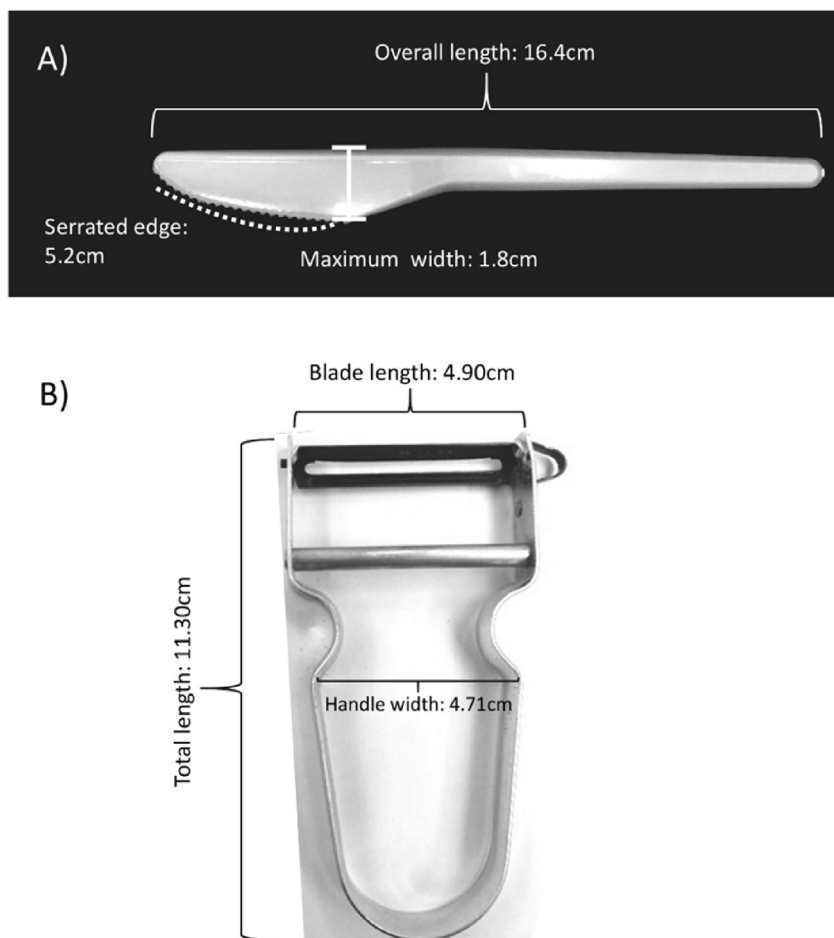 A)
Overall length: 16.4cm
Serrated edge:
5.2cm
Maximum width: 1.8cm
B)
Blade length: 4.90cm
Total length: 11.30cm
Handle width: 4.71cm